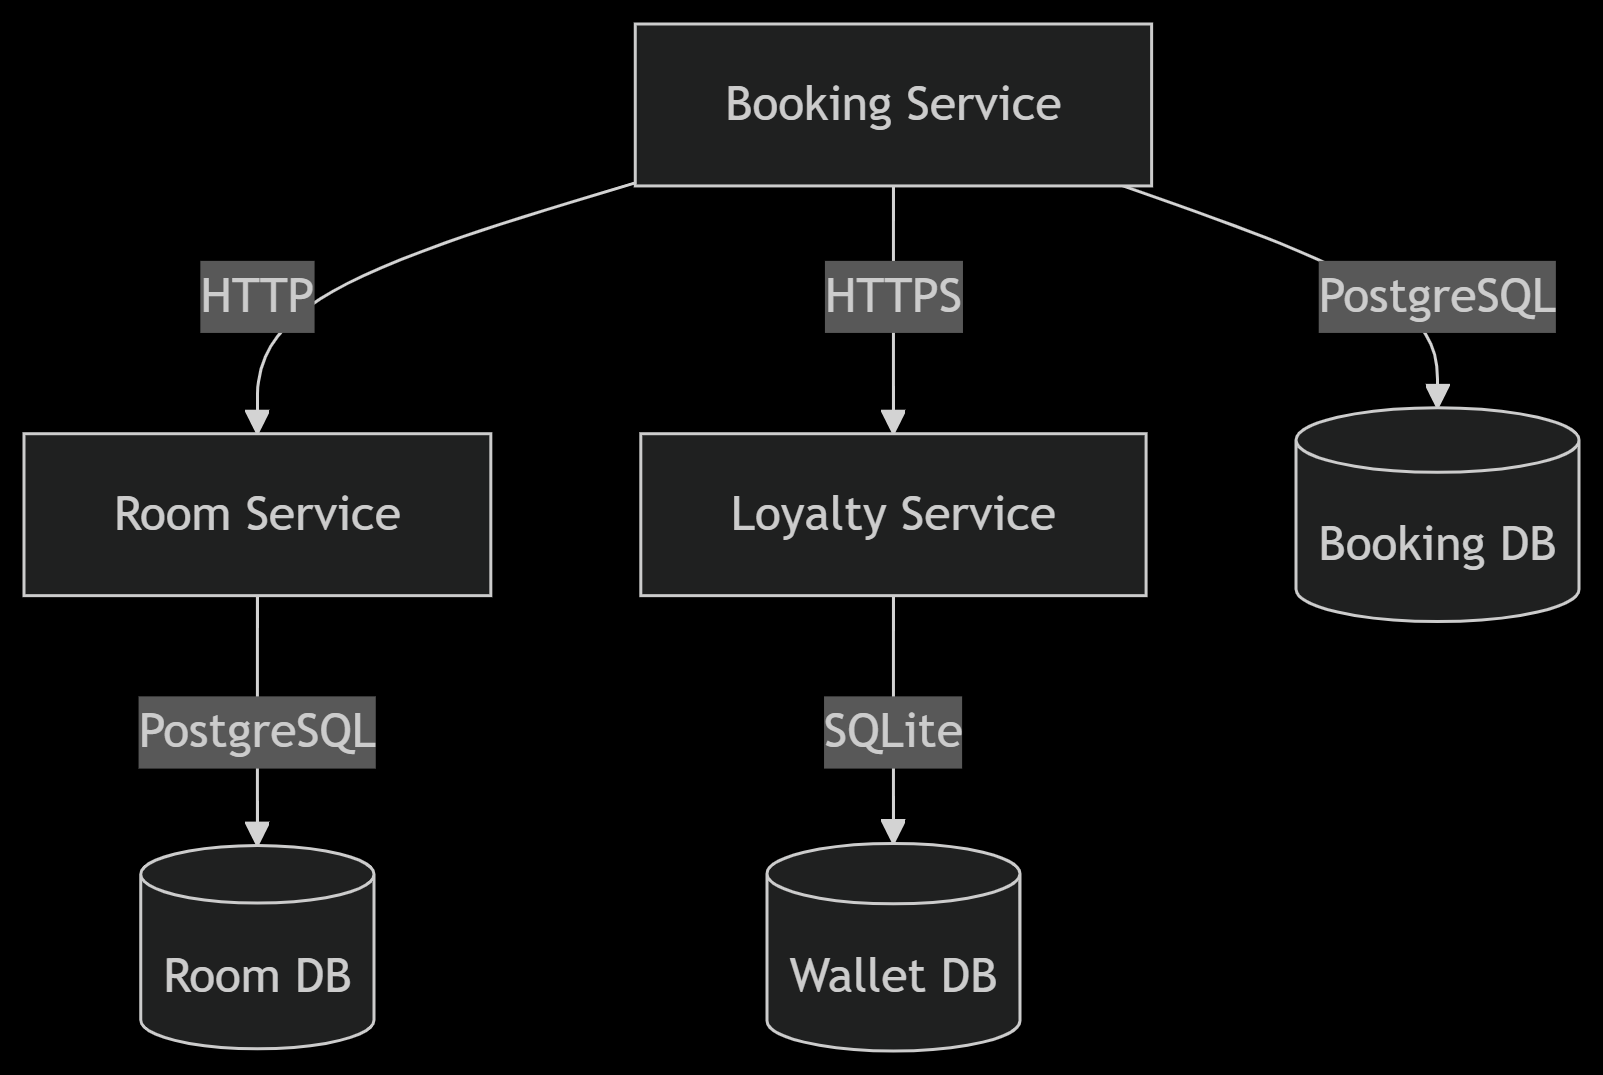 Booking Service
HTTP
HTTPS
PostgreSQL
Room Service
Loyalty Service
Booking DB
PostgreSQL
SQLite
Room DB
Wallet DB